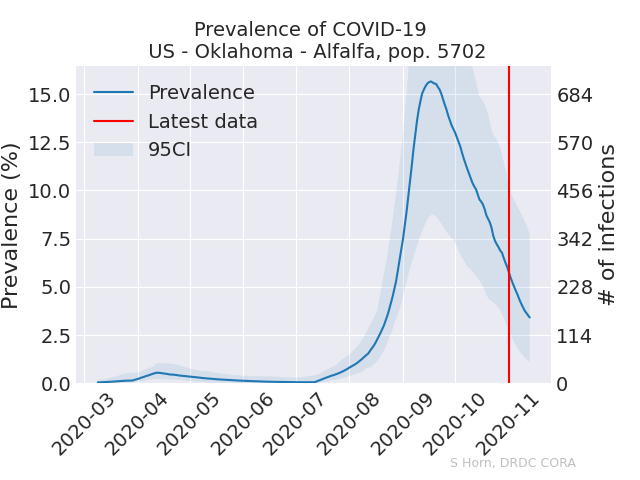 Prevalence of COVID-19
US - Oklahoma - Alfalfa, pop. 5702
Prevalence
Latest data
95CI
Prevalence (%)
15.0
12.5
10.0
7.5
5.0
2.5
0.0
684
570
456
342
228
114
0
# of infections
2020-03
2020-04
2020-05
2020-06
2020-07
2020-08
2020-09
2020-10
2020-11
S Horn, DRDC CORA